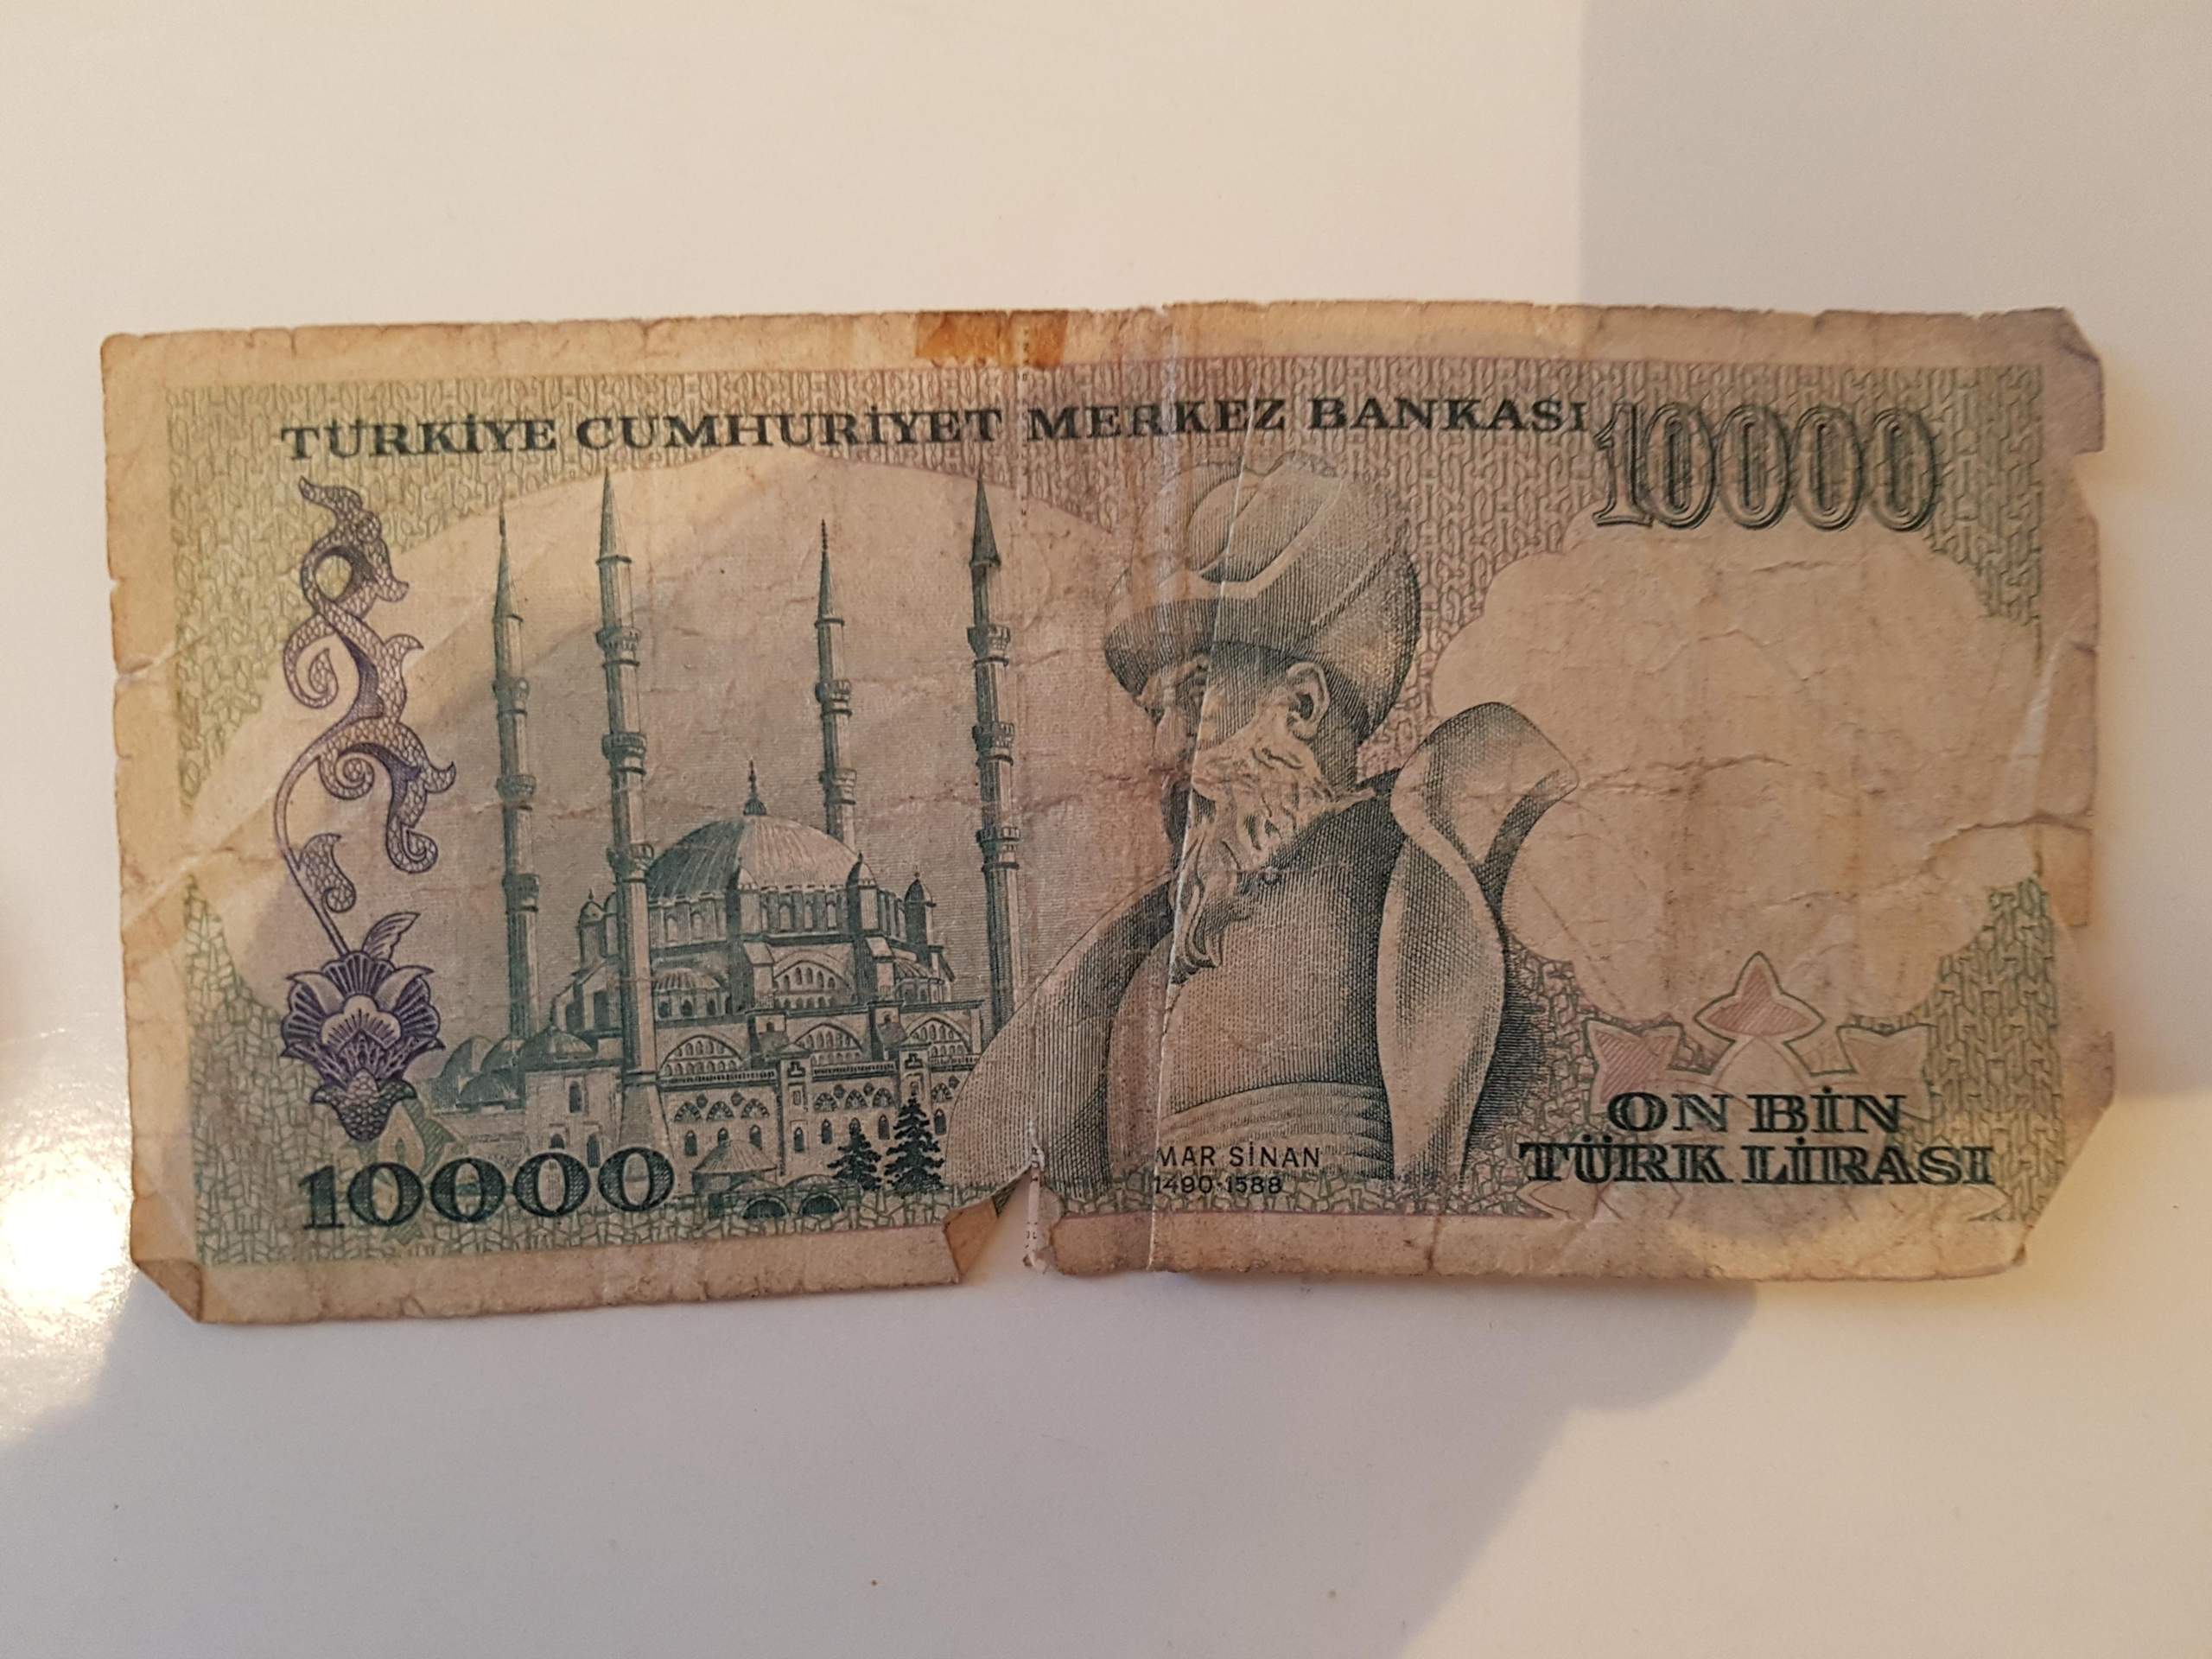 TÜRKİYE CUMHURİYET MERKEZ BANKASI
10000
MAR SİNAN
1490-1588
ON BİN
TÜRK LİRASI
10000